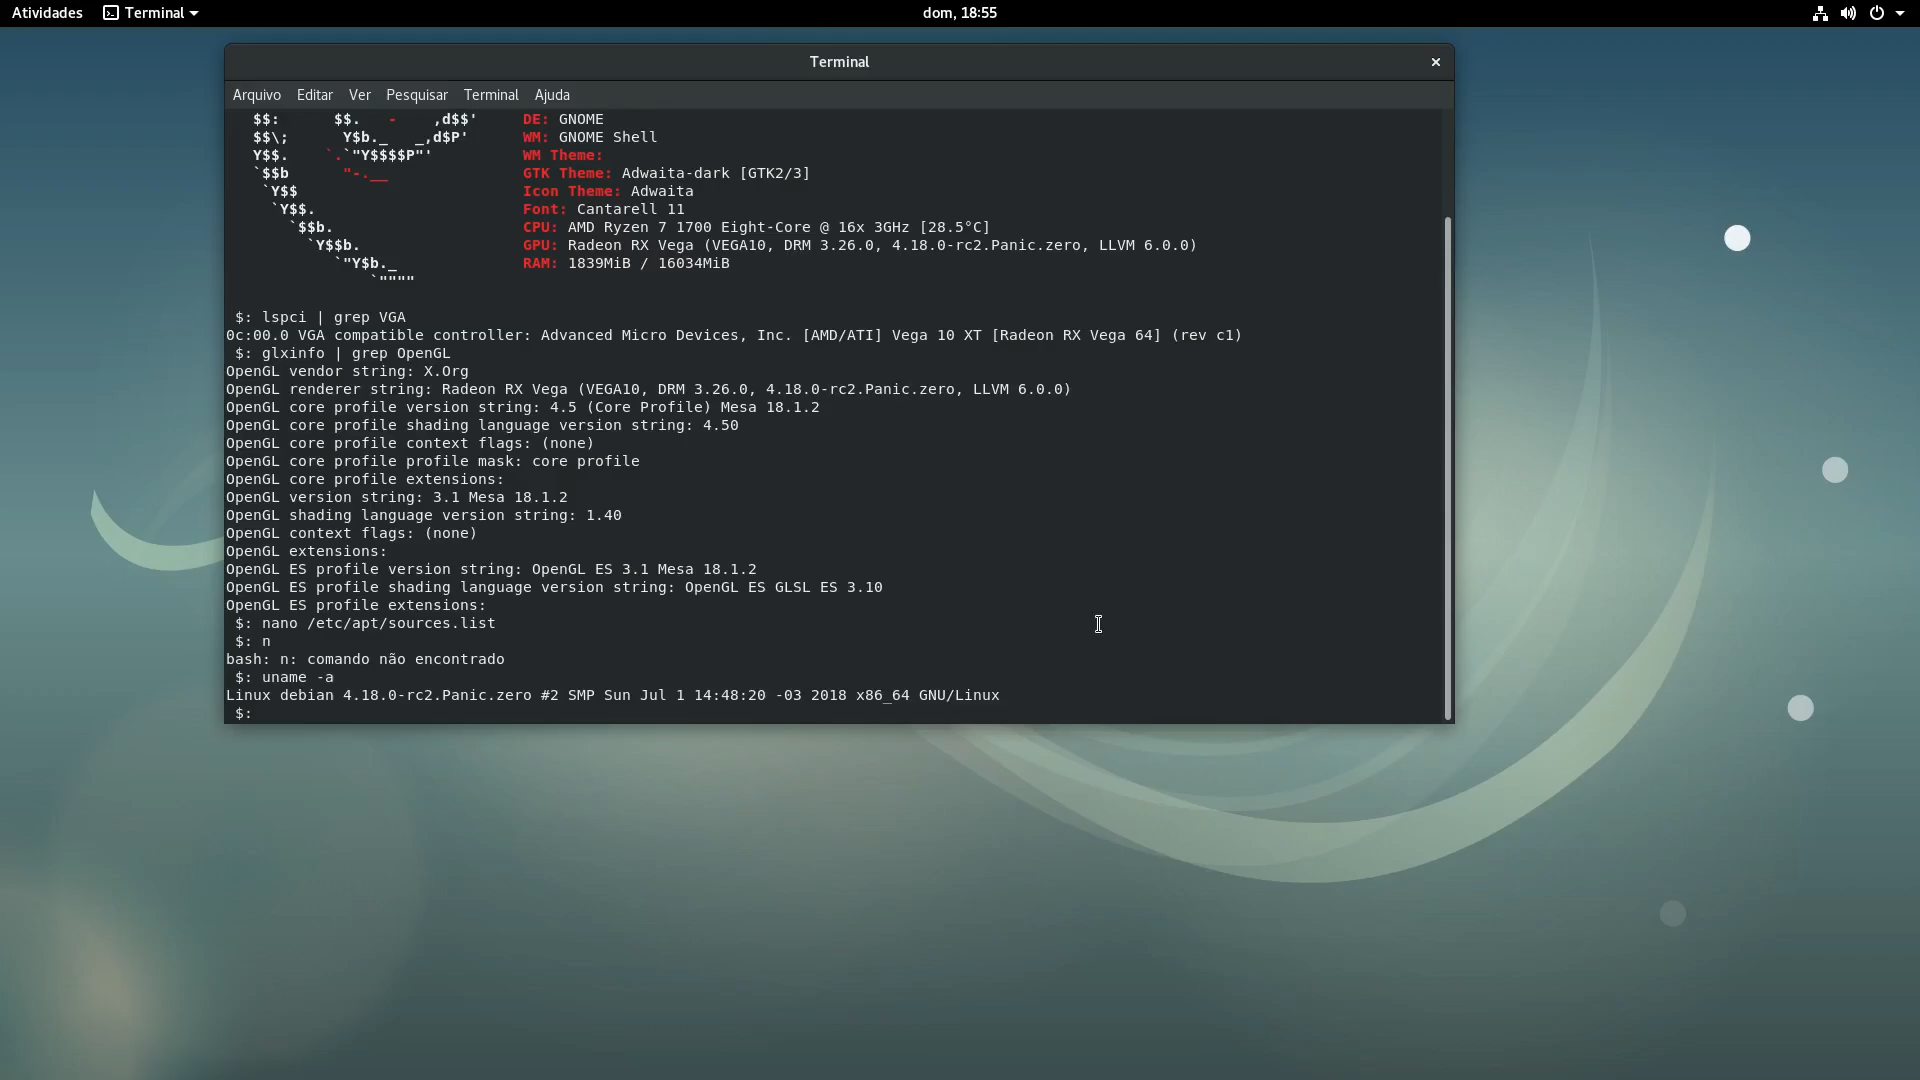 Atividades Terminal dom, 18:55
Terminal
Arquivo Editar Ver Pesquisar Terminal Ajuda
$$: $$. - ,d$$' DE: GNOME
$$\; Y$b._ _,d$P' WM: GNOME Shell
Y$$. `.`"Y$$$$P"' WM Theme:
`$$b "-.__ GTK Theme: Adwaita-dark [GTK2/3]
`Y$$ Icon Theme: Adwaita
`Y$$. Font: Cantarell 11
`$$b. CPU: AMD Ryzen 7 1700 Eight-Core @ 16x 3GHz [28.5°C]
`Y$$b. GPU: Radeon RX Vega (VEGA10, DRM 3.26.0, 4.18.0-rc2.Panic.zero, LLVM 6.0.0)
`"Y$b._ RAM: 1839MiB / 16034MiB
`""""
$: lspci | grep VGA
0c:00.0 VGA compatible controller: Advanced Micro Devices, Inc. [AMD/ATI] Vega 10 XT [Radeon RX Vega 64] (rev c1)
$: glxinfo | grep OpenGL
OpenGL vendor string: X.Org
OpenGL renderer string: Radeon RX Vega (VEGA10, DRM 3.26.0, 4.18.0-rc2.Panic.zero, LLVM 6.0.0)
OpenGL core profile version string: 4.5 (Core Profile) Mesa 18.1.2
OpenGL core profile shading language version string: 4.50
OpenGL core profile context flags: (none)
OpenGL core profile profile mask: core profile
OpenGL core profile extensions:
OpenGL version string: 3.1 Mesa 18.1.2
OpenGL shading language version string: 1.40
OpenGL context flags: (none)
OpenGL extensions:
OpenGL ES profile version string: OpenGL ES 3.1 Mesa 18.1.2
OpenGL ES profile shading language version string: OpenGL ES GLSL ES 3.10
OpenGL ES profile extensions:
$: nano /etc/apt/sources.list
$: n
bash: n: comando não encontrado
$: uname -a
Linux debian 4.18.0-rc2.Panic.zero #2 SMP Sun Jul 1 14:48:20 -03 2018 x86_64 GNU/Linux
$: